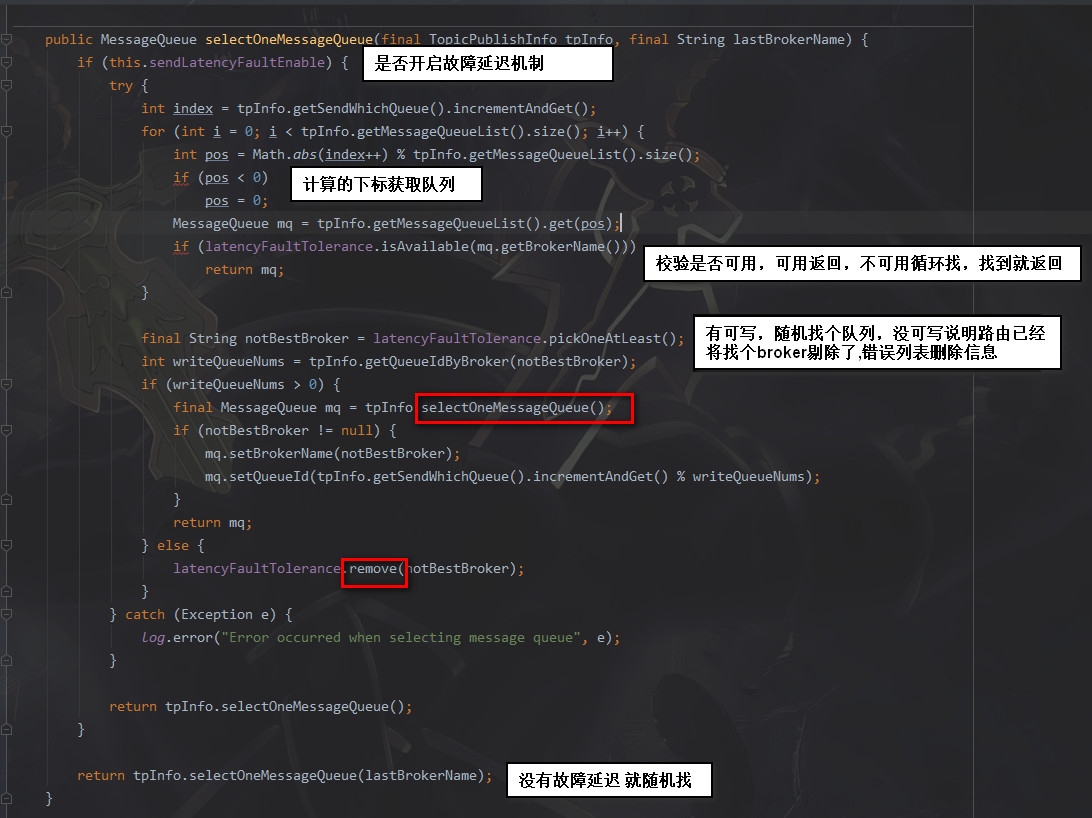 public MessageQueue selectOneMessageQueue(final TopicPublishInfo tpInfo, final String lastBrokerName) {
if (this.sendLatencyFaultEnable) {
是否开启故障延迟机制
try {
int index = tpInfo.getSendWhichQueue().incrementAndGet();
for (int i = 0; i < tpInfo.getMessageQueueList().size(); i++) {
int pos = Math.abs(index++) % tpInfo.getMessageQueueList().size();
if (pos < 0)
计算的下标获取队列
pos = 0;
MessageQueue mq = tpInfo.getMessageQueueList().get(pos);
if (latencyFaultTolerance.isAvailable(mq.getBrokerName()))
校验是否可用，可用返回，不可用循环找，找到就返回
return mq;
}
final String notBestBroker = latencyFaultTolerance.pickOneAtLeast();
有可写，随机找个队列，没可写说明路由已经
将找个broker剔除了,错误列表删除信息
int writeQueueNums = tpInfo.getQueueIdByBroker(notBestBroker);
if (writeQueueNums > 0) {
final MessageQueue mq = tpInfo.selectOneMessageQueue();
if (notBestBroker != null) {
mq.setBrokerName(notBestBroker);
mq.setQueueId(tpInfo.getSendWhichQueue().incrementAndGet() % writeQueueNums);
}
return mq;
} else {
latencyFaultTolerance.remove(notBestBroker);
}
} catch (Exception e) {
log.error("Error occurred when selecting message queue", e);
}
return tpInfo.selectOneMessageQueue();
}
return tpInfo.selectOneMessageQueue(lastBrokerName);
没有故障延迟 就随机找
}